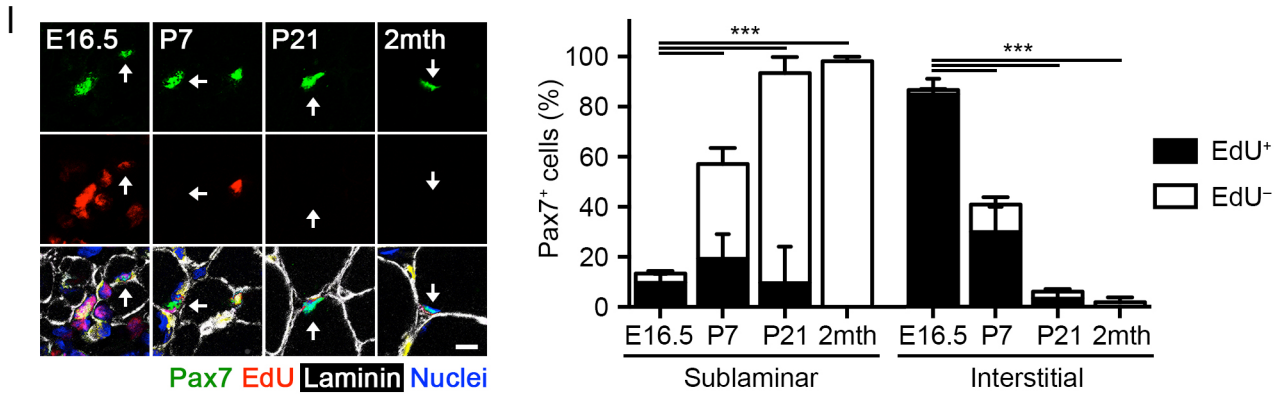 I
E16.5 P7 P21 2mth
Pax7 EdU Laminin Nuclei
Pax7⁺ cells (%)
100
80
60
40
20
0
***
***
E16.5 P7 P21 2mth E16.5 P7 P21 2mth
Sublaminar Interstitial
EdU⁺
EdU⁻